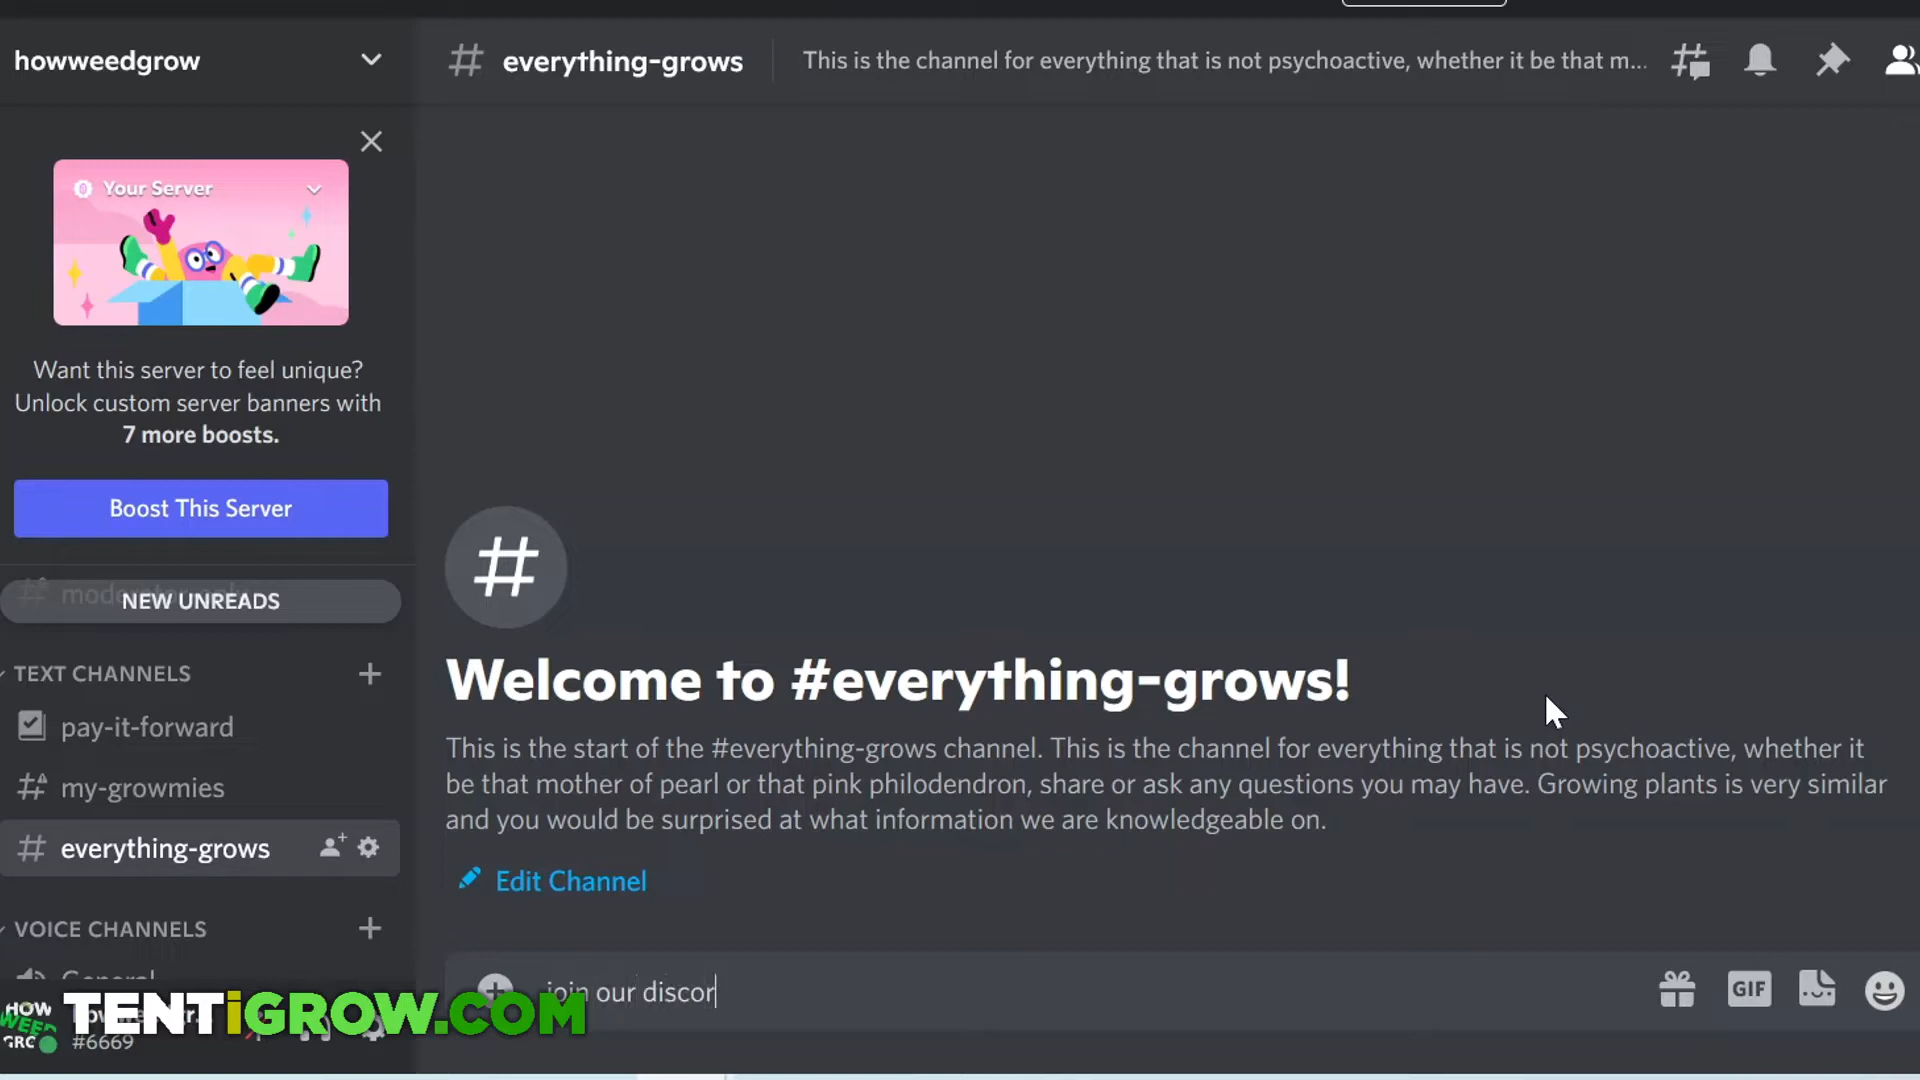 howweedgrow
everything-grows
This is the channel for everything that is not psychoactive, whether it be that m...
Your Server
Want this server to feel unique?
Unlock custom server banners with
7 more boosts.
Boost This Server
NEW UNREADS
TEXT CHANNELS
pay-it-forward
my-growmies
everything-grows
VOICE CHANNELS
General
HOW
WEED
GRO
#6669
TENTiGROW.COM
Welcome to #everything-grows!
This is the start of the #everything-grows channel. This is the channel for everything that is not psychoactive, whether it
be that mother of pearl or that pink philodendron, share or ask any questions you may have. Growing plants is very similar
and you would be surprised at what information we are knowledgeable on.
Edit Channel
join our discor
GIF